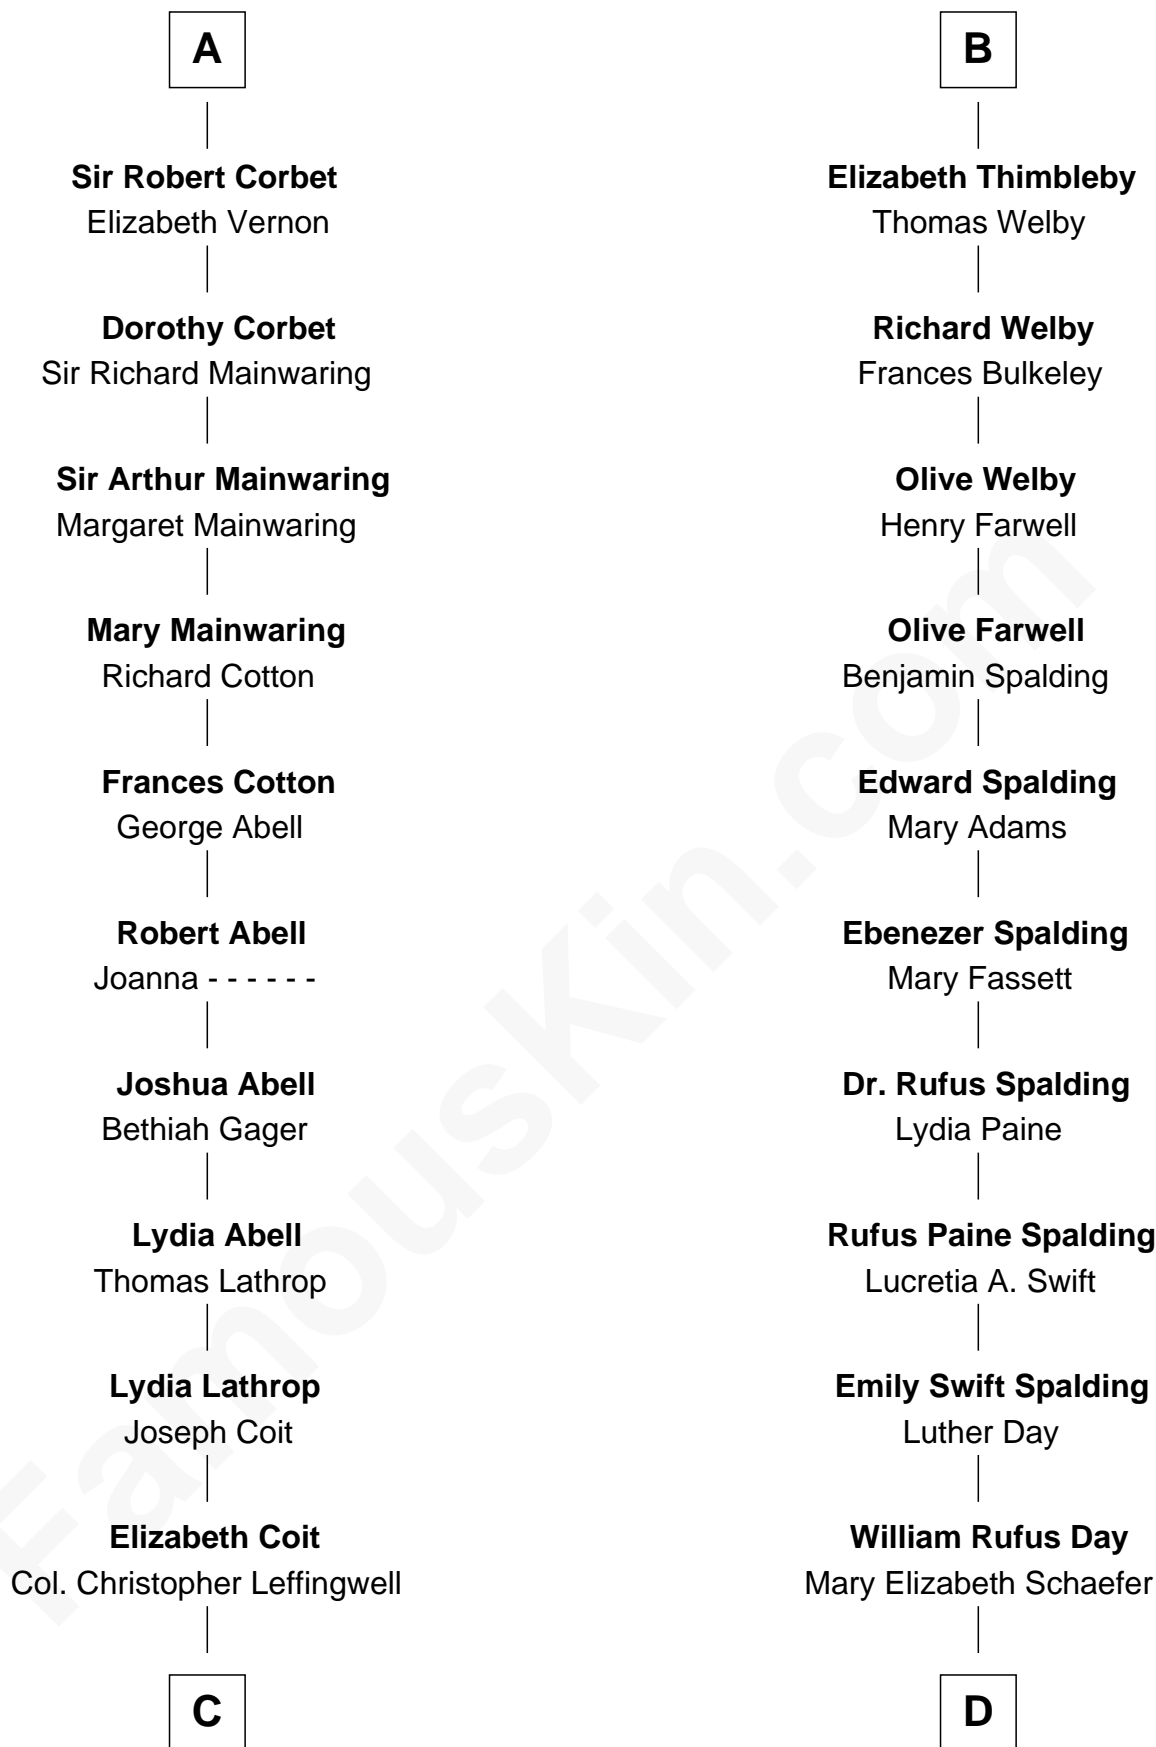 A
Sir Robert Corbet
Elizabeth Vernon
Dorothy Corbet
Sir Richard Mainwaring
Sir Arthur Mainwaring
Margaret Mainwaring
Mary Mainwaring
Richard Cotton
Frances Cotton
George Abell
Robert Abell
Joanna - - - - - -
Joshua Abell
Bethiah Gager
Lydia Abell
Thomas Lathrop
Lydia Lathrop
Joseph Coit
Elizabeth Coit
Col. Christopher Leffingwell
C
B
Elizabeth Thimbleby
Thomas Welby
Richard Welby
Frances Bulkeley
Olive Welby
Henry Farwell
Olive Farwell
Benjamin Spalding
Edward Spalding
Mary Adams
Ebenezer Spalding
Mary Fassett
Dr. Rufus Spalding
Lydia Paine
Rufus Paine Spalding
Lucretia A. Swift
Emily Swift Spalding
Luther Day
William Rufus Day
Mary Elizabeth Schaefer
D
FamousKin.com